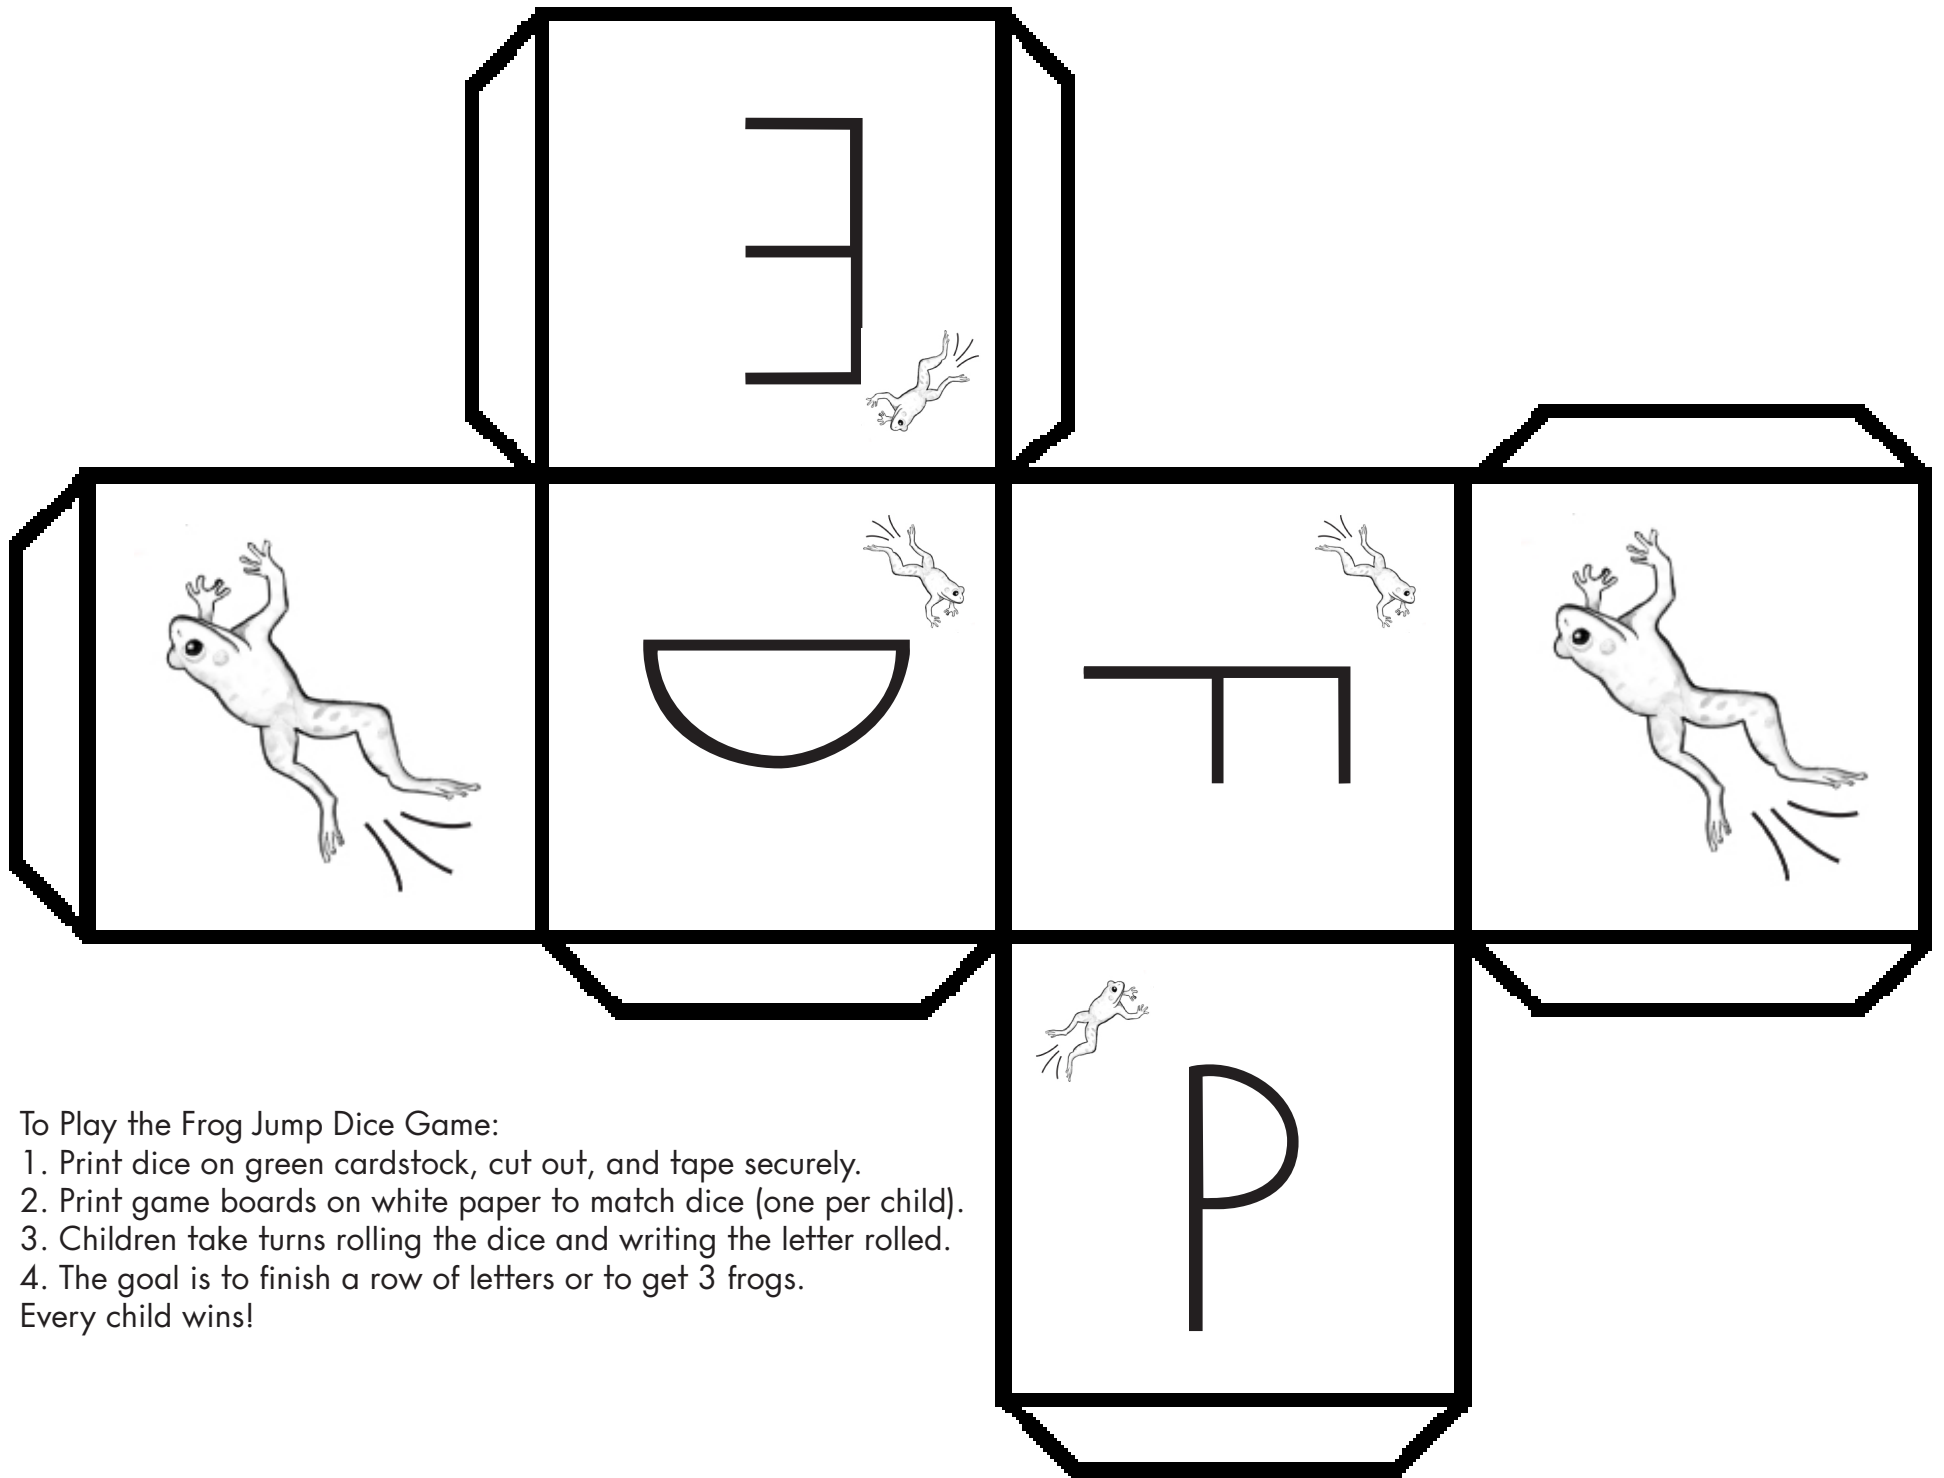 E
D
F
P
To Play the Frog Jump Dice Game:
1. Print dice on green cardstock, cut out, and tape securely.
2. Print game boards on white paper to match dice (one per child).
3. Children take turns rolling the dice and writing the letter rolled.
4. The goal is to finish a row of letters or to get 3 frogs.
Every child wins!